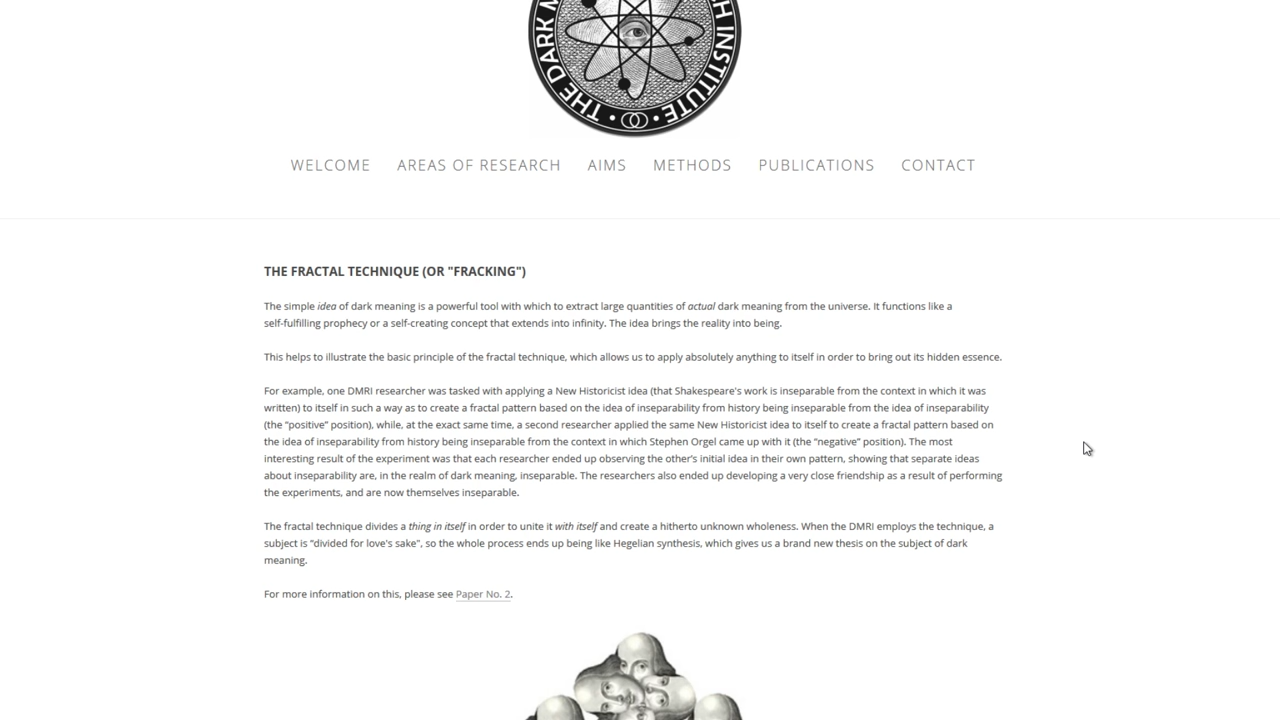 THE DARK M
CH INSTITUTE
WELCOME AREAS OF RESEARCH AIMS METHODS PUBLICATIONS CONTACT
THE FRACTAL TECHNIQUE (OR "FRACKING")
The simple idea of dark meaning is a powerful tool with which to extract large quantities of actual dark meaning from the universe. It functions like a
self-fulfilling prophecy or a self-creating concept that extends into infinity. The idea brings the reality into being.
This helps to illustrate the basic principle of the fractal technique, which allows us to apply absolutely anything to itself in order to bring out its hidden essence.
For example, one DMRI researcher was tasked with applying a New Historicist idea (that Shakespeare's work is inseparable from the context in which it was
written) to itself in such a way as to create a fractal pattern based on the idea of inseparability from history being inseparable from the idea of inseparability
(the “positive” position), while, at the exact same time, a second researcher applied the same New Historicist idea to itself to create a fractal pattern based on
the idea of inseparability from history being inseparable from the context in which Stephen Orgel came up with it (the “negative” position). The most
interesting result of the experiment was that each researcher ended up observing the other's initial idea in their own pattern, showing that separate ideas
about inseparability are, in the realm of dark meaning, inseparable. The researchers also ended up developing a very close friendship as a result of performing
the experiments, and are now themselves inseparable.
The fractal technique divides a thing in itself in order to unite it with itself and create a hitherto unknown wholeness. When the DMRI employs the technique, a
subject is “divided for love's sake”, so the whole process ends up being like Hegelian synthesis, which gives us a brand new thesis on the subject of dark
meaning.
For more information on this, please see Paper No. 2.